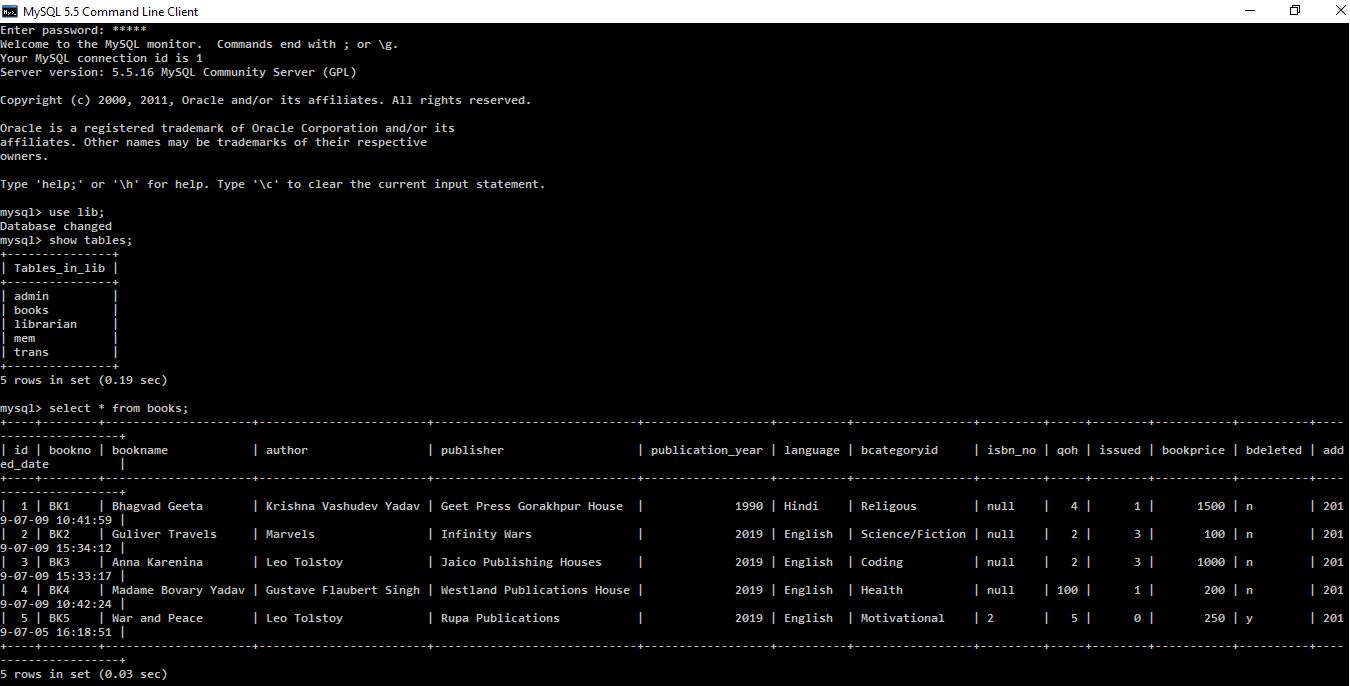 MySQL 5.5 Command Line Client
Enter password: *****
Welcome to the MySQL monitor.  Commands end with ; or \g.
Your MySQL connection id is 1
Server version: 5.5.16 MySQL Community Server (GPL)

Copyright (c) 2000, 2011, Oracle and/or its affiliates. All rights reserved.

Oracle is a registered trademark of Oracle Corporation and/or its
affiliates. Other names may be trademarks of their respective
owners.

Type 'help;' or '\h' for help. Type '\c' to clear the current input statement.

mysql> use lib;
Database changed
mysql> show tables;
+---------------+
| Tables_in_lib |
+---------------+
| admin         |
| books         |
| librarian     |
| mem           |
| trans         |
+---------------+
5 rows in set (0.19 sec)

mysql> select * from books;
+----+--------+---------------------+------------------------+-----------------------------+------------------+----------+-----------------+---------+-----+--------+-----------+----------+----
-----------------+
| id | bookno | bookname            | author                 | publisher                   | publication_year | language | bcategoryid     | isbn_no | qoh | issued | bookprice | bdeleted | add
ed_date          |
+----+--------+---------------------+------------------------+-----------------------------+------------------+----------+-----------------+---------+-----+--------+-----------+----------+----
-----------------+
|  1 | BK1    | Bhagvad Geeta       | Krishna Vashudev Yadav | Geet Press Gorakhpur House  |             1990 | Hindi    | Religous        | null    |   4 |      1 |      1500 | n        | 201
9-07-09 10:41:59 |
|  2 | BK2    | Guliver Travels     | Marvels                | Infinity Wars               |             2019 | English  | Science/Fiction | null    |   2 |      3 |       100 | n        | 201
9-07-09 15:34:12 |
|  3 | BK3    | Anna Karenina       | Leo Tolstoy            | Jaico Publishing Houses     |             2019 | English  | Coding          | null    |   2 |      3 |      1000 | n        | 201
9-07-09 15:33:17 |
|  4 | BK4    | Madame Bovary Yadav | Gustave Flaubert Singh | Westland Publications House |             2019 | English  | Health          | null    | 100 |      1 |       200 | n        | 201
9-07-09 10:42:24 |
|  5 | BK5    | War and Peace       | Leo Tolstoy            | Rupa Publications           |             2019 | English  | Motivational    | 2       |   5 |      0 |       250 | y        | 201
9-07-05 16:18:51 |
+----+--------+---------------------+------------------------+-----------------------------+------------------+----------+-----------------+---------+-----+--------+-----------+----------+----
-----------------+
5 rows in set (0.03 sec)